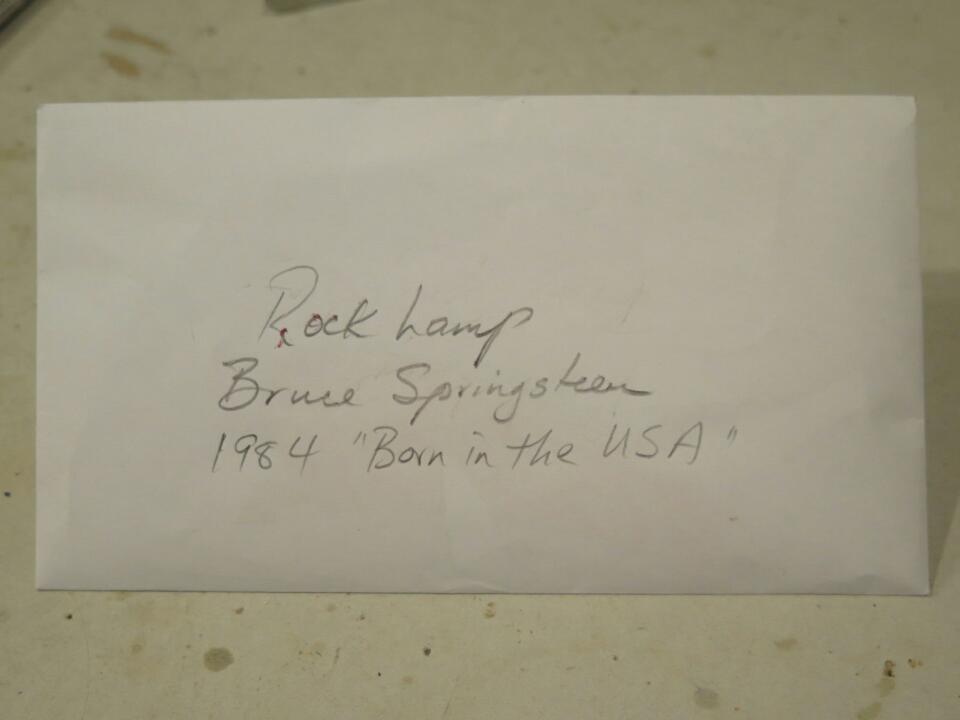 Rock Lamp
Bruce Springsteen
1984 "Born in the USA"